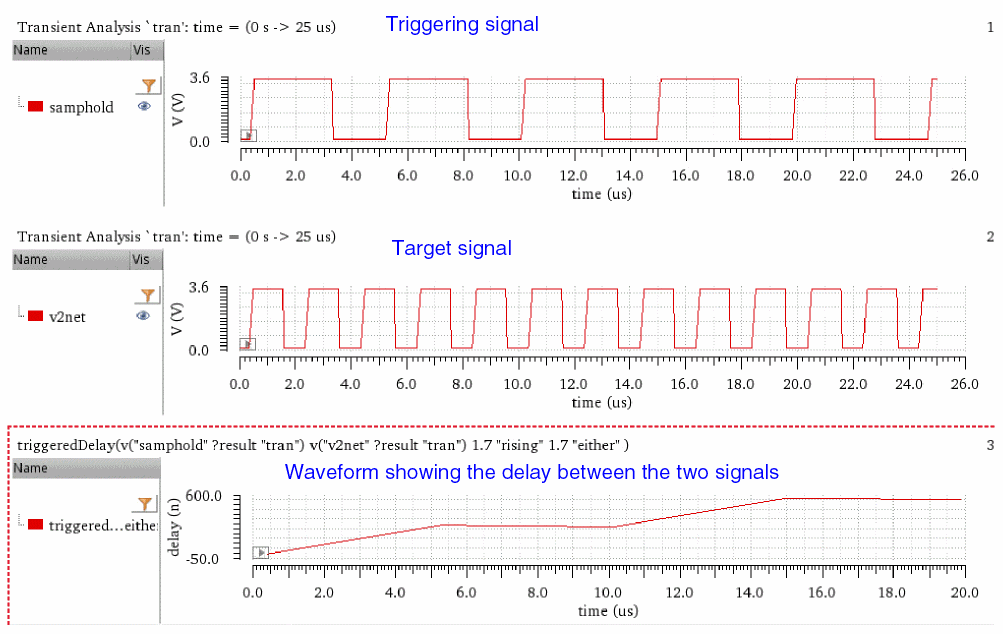 Transient Analysis `tran': time = (0 s -> 25 us)
Triggering signal
1
Name
Vis
samphold
V (V)
3.6
0.0
0.0 2.0 4.0 6.0 8.0 10.0 12.0 14.0 16.0 18.0 20.0 22.0 24.0 26.0
time (us)
Transient Analysis `tran': time = (0 s -> 25 us)
Target signal
2
Name
Vis
v2net
V (V)
3.6
0.0
0.0 2.0 4.0 6.0 8.0 10.0 12.0 14.0 16.0 18.0 20.0 22.0 24.0 26.0
time (us)
triggeredDelay(v("samphold" ?result "tran") v("v2net" ?result "tran") 1.7 "rising" 1.7 "either" )
3
Name
Waveform showing the delay between the two signals
triggered...either
delay (n)
600.0
-50.0
0.0 2.0 4.0 6.0 8.0 10.0 12.0 14.0 16.0 18.0 20.0
time (us)